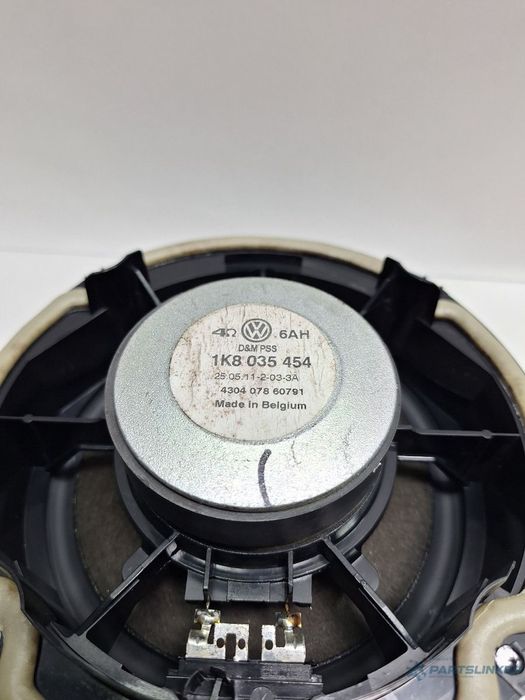 4Ω VW 6AH
D&M PSS
1K8 035 454
25.05.11-2-03-3A
4304 078 60791
Made in Belgium
PARTSLINK